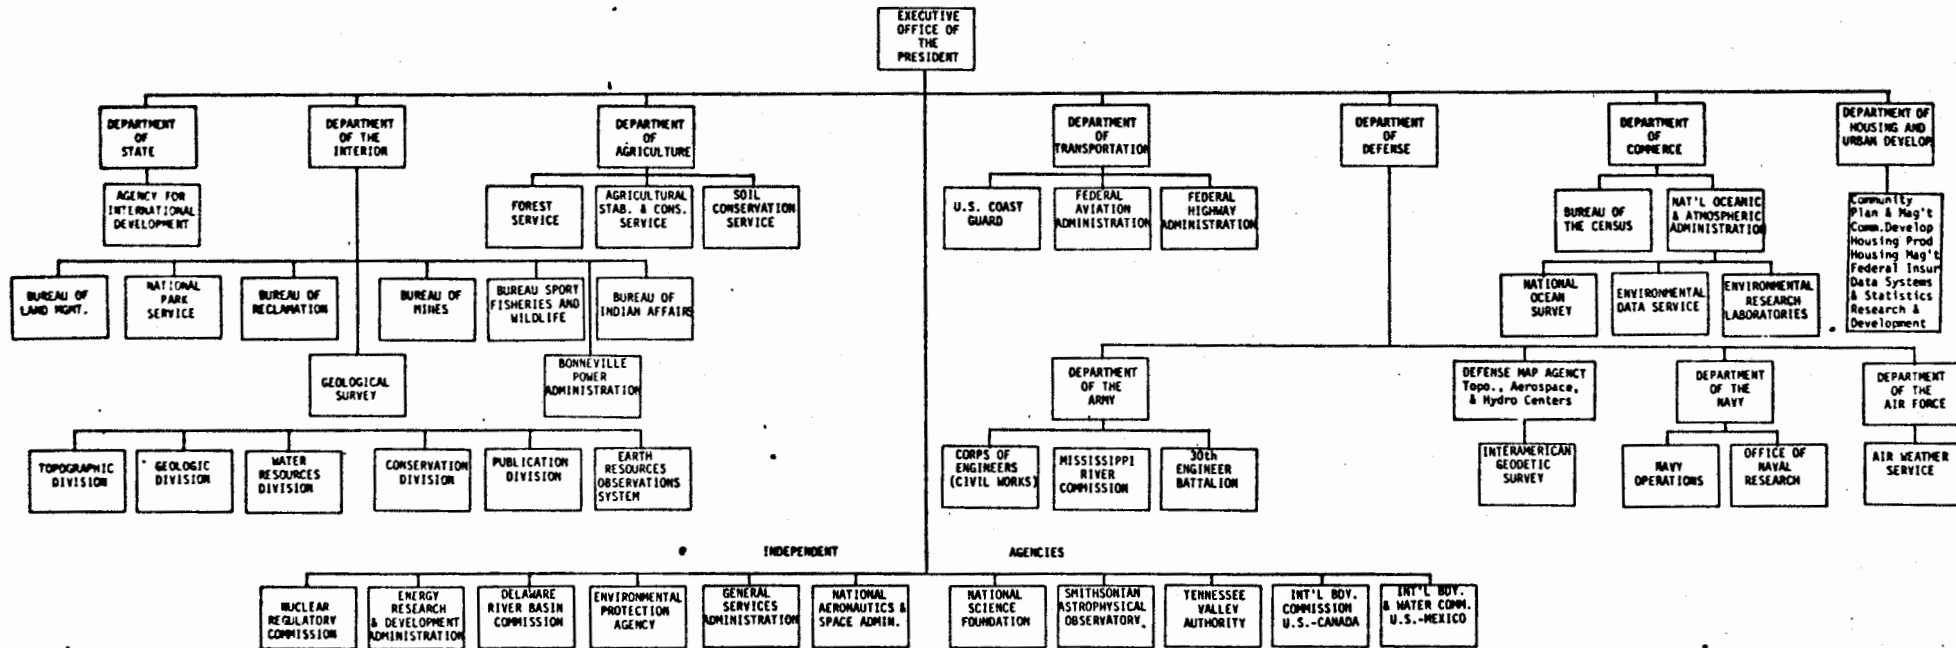 EXECUTIVE
OFFICE OF
THE
PRESIDENT
DEPARTMENT
OF
STATE
DEPARTMENT
OF THE
INTERIOR
DEPARTMENT
OF
AGRICULTURE
DEPARTMENT
OF
TRANSPORTATION
DEPARTMENT
OF
DEFENSE
DEPARTMENT
OF
COMMERCE
DEPARTMENT OF
HOUSING AND
URBAN DEVELOP
AGENCY FOR
INTERNATIONAL
DEVELOPMENT
FOREST
SERVICE
AGRICULTURAL
STAB. & CONS.
SERVICE
SOIL
CONSERVATION
SERVICE
U.S. COAST
GUARD
FEDERAL
AVIATION
ADMINISTRATION
FEDERAL
HIGHWAY
ADMINISTRATION
BUREAU OF
THE CENSUS
NAT'L OCEANIC
& ATMOSPHERIC
ADMINISTRATION
Community
Plan & Mag't
Comm.Develop
Housing Prod
Housing Mag't
Federal Insur
Data Systems
& Statistics
Research &
Development
BUREAU OF
LAND MGMT.
NATIONAL
PARK
SERVICE
BUREAU OF
RECLAMATION
BUREAU OF
MINES
BUREAU SPORT
FISHERIES AND
WILDLIFE
BUREAU OF
INDIAN AFFAIRS
NATIONAL
OCEAN
SURVEY
ENVIRONMENTAL
DATA SERVICE
ENVIRONMENTAL
RESEARCH
LABORATORIES
GEOLOGICAL
SURVEY
BONNEVILLE
POWER
ADMINISTRATION
DEPARTMENT
OF THE
ARMY
DEFENSE MAP AGENCY
Topo., Aerospace,
& Hydro Centers
DEPARTMENT
OF THE
NAVY
DEPARTMENT
OF THE
AIR FORCE
TOPOGRAPHIC
DIVISION
GEOLOGIC
DIVISION
WATER
RESOURCES
DIVISION
CONSERVATION
DIVISION
PUBLICATION
DIVISION
EARTH
RESOURCES
OBSERVATIONS
SYSTEM
CORPS OF
ENGINEERS
(CIVIL WORKS)
MISSISSIPPI
RIVER
COMMISSION
30th
ENGINEER
BATTALION
INTERAMERICAN
GEODETIC
SURVEY
NAVY
OPERATIONS
OFFICE OF
NAVAL
RESEARCH
AIR WEATHER
SERVICE
INDEPENDENT AGENCIES
NUCLEAR
REGULATORY
COMMISSION
ENERGY
RESEARCH
& DEVELOPMENT
ADMINISTRATION
DELAWARE
RIVER BASIN
COMMISSION
ENVIRONMENTAL
PROTECTION
AGENCY
GENERAL
SERVICES
ADMINISTRATION
NATIONAL
AERONAUTICS &
SPACE ADMIN.
NATIONAL
SCIENCE
FOUNDATION
SMITHSONIAN
ASTROPHYSICAL
OBSERVATORY
TENNESSEE
VALLEY
AUTHORITY
INT'L BDY.
COMMISSION
U.S.-CANADA
INT'L BDY.
& WATER COMM.
U.S.-MEXICO